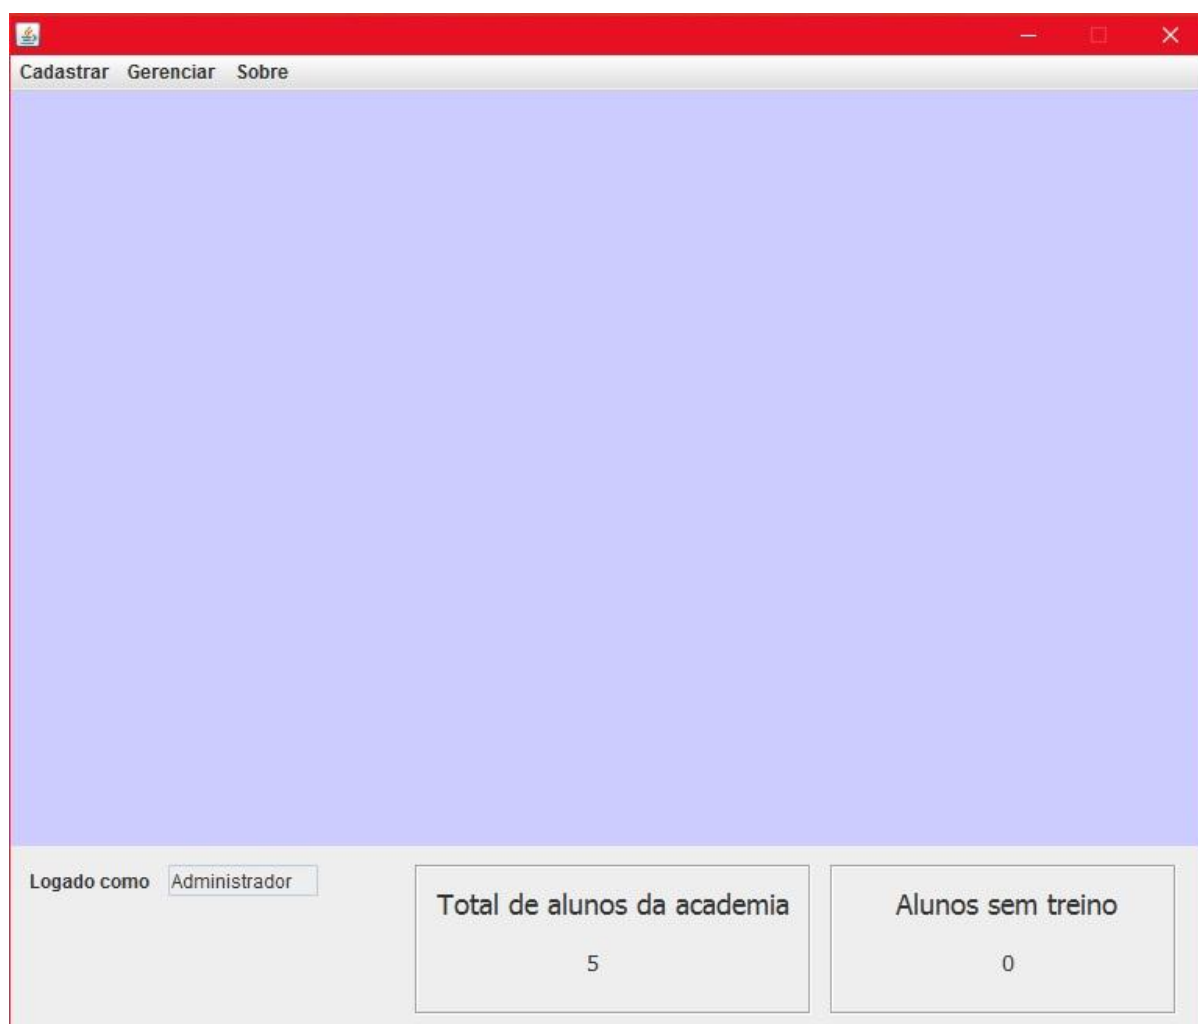 Cadastrar Gerenciar Sobre
Logado como Administrador
Total de alunos da academia
5
Alunos sem treino
0